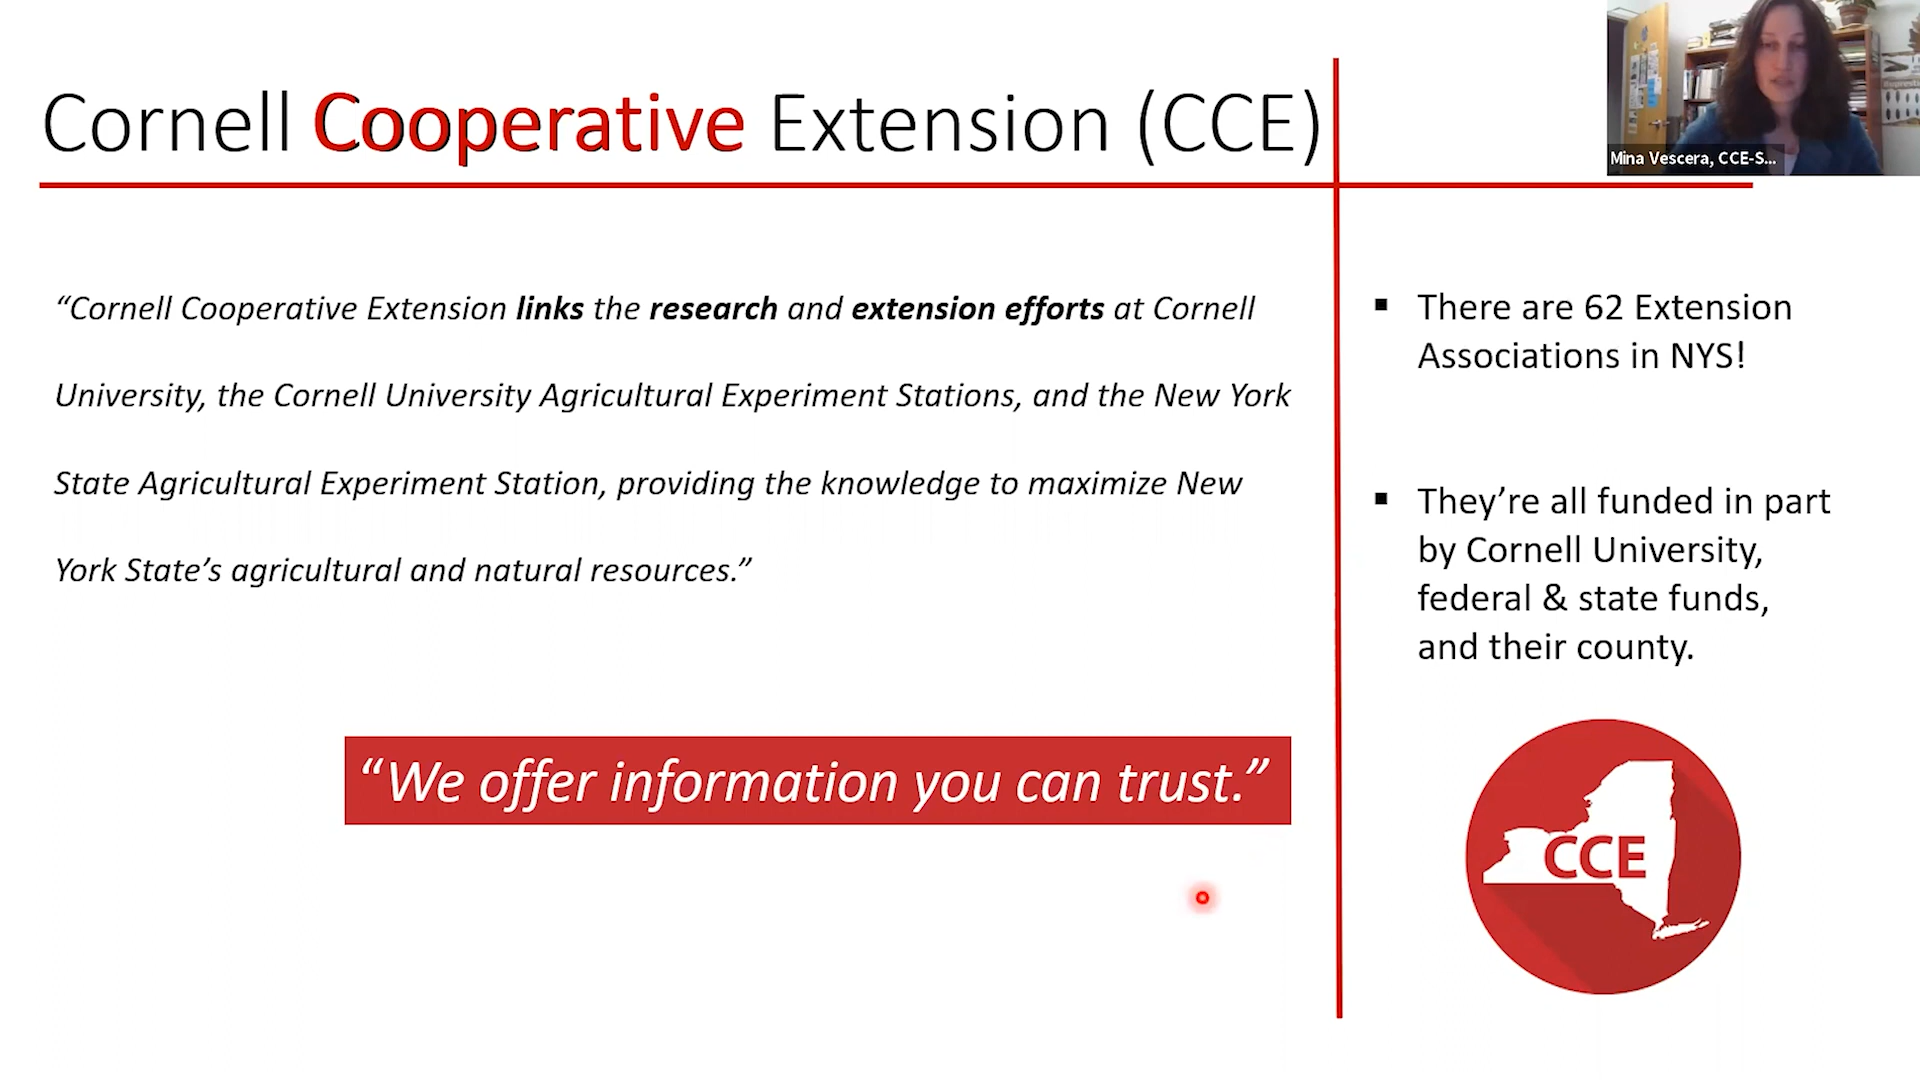 Cornell Cooperative Extension (CCE)
Mina Vescera, CCE-S...
“Cornell Cooperative Extension links the research and extension efforts at Cornell
University, the Cornell University Agricultural Experiment Stations, and the New York
State Agricultural Experiment Station, providing the knowledge to maximize New
York State’s agricultural and natural resources.”
“We offer information you can trust.”
▪ There are 62 Extension
Associations in NYS!
▪ They’re all funded in part
by Cornell University,
federal & state funds,
and their county.
CCE